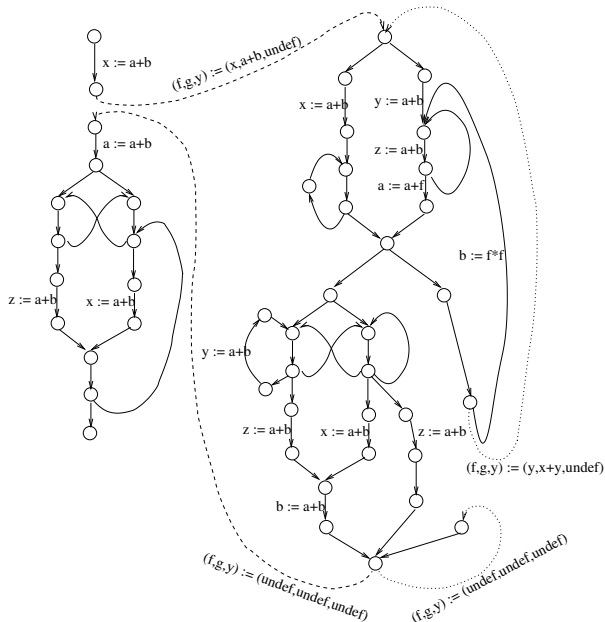 x := a+b
(f,g,y) := (x,a+b,undef)
a := a+b
z := a+b
x := a+b
x := a+b
y := a+b
z := a+b
a := a+f
b := f*f
y := a+b
z := a+b
x := a+b
z := a+b
b := a+b
(f,g,y) := (y,x+y,undef)
(f,g,y) := (undef,undef,undef)
(f,g,y) := (undef,undef,undef)